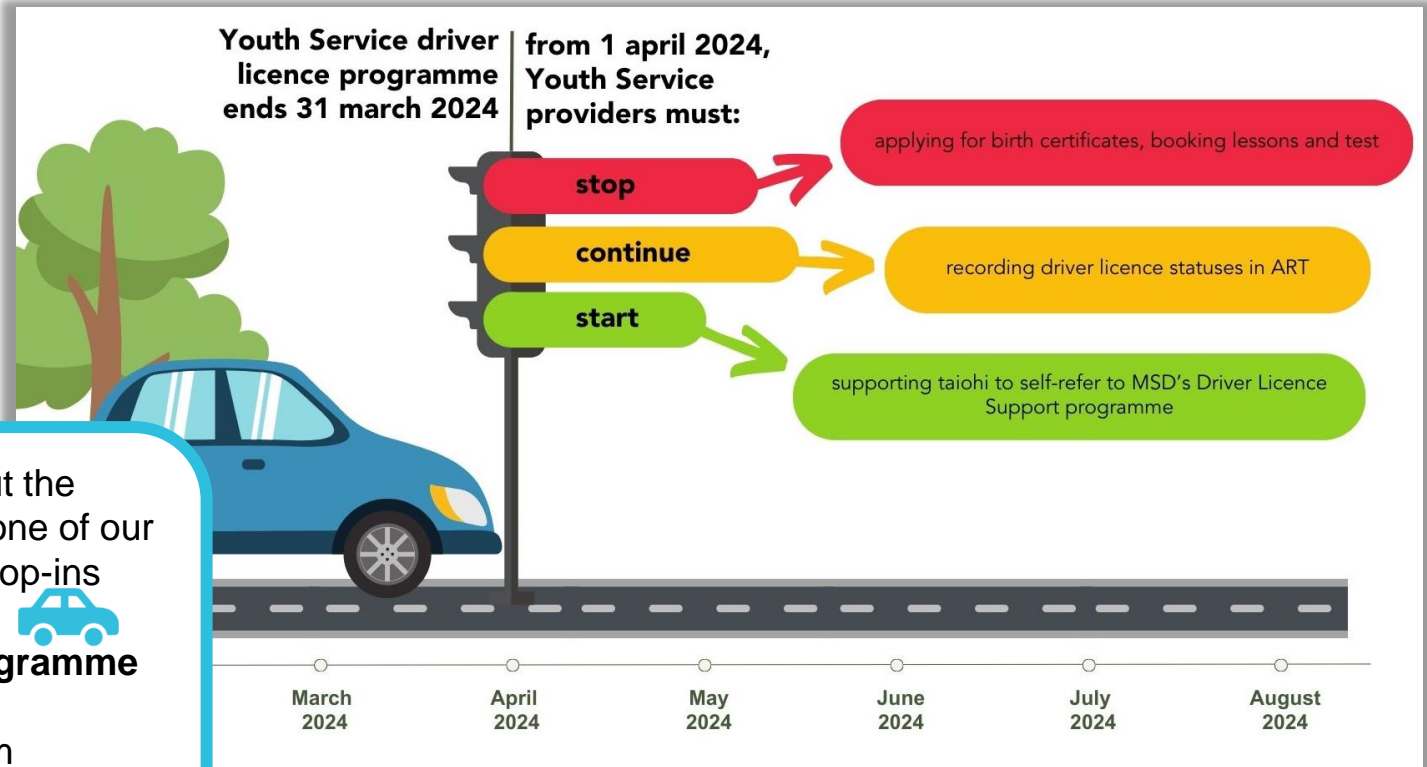 Youth Service driver
licence programme
ends 31 march 2024
from 1 april 2024,
Youth Service
providers must:
stop
applying for birth certificates, booking lessons and test
continue
recording driver licence statuses in ART
start
supporting taiohi to self-refer to MSD's Driver Licence
Support programme
the
one of our
op-ins
gramme
March
2024
April
2024
May
2024
June
2024
July
2024
August
2024